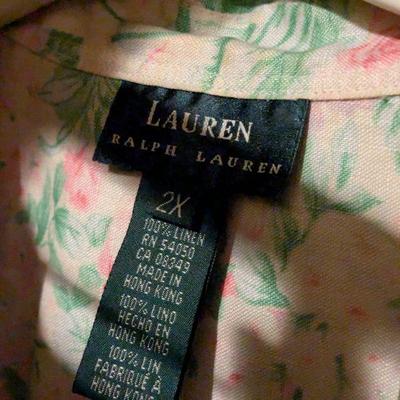 LAUREN
RALPH LAUREN
2X
100% LINEN
RN 54050
CA 08349
MADE IN
HONG KONG
100% LINO
HECHO EN
HONG KONG
100% LIN
FABRIQUÉ À
HONG KONG